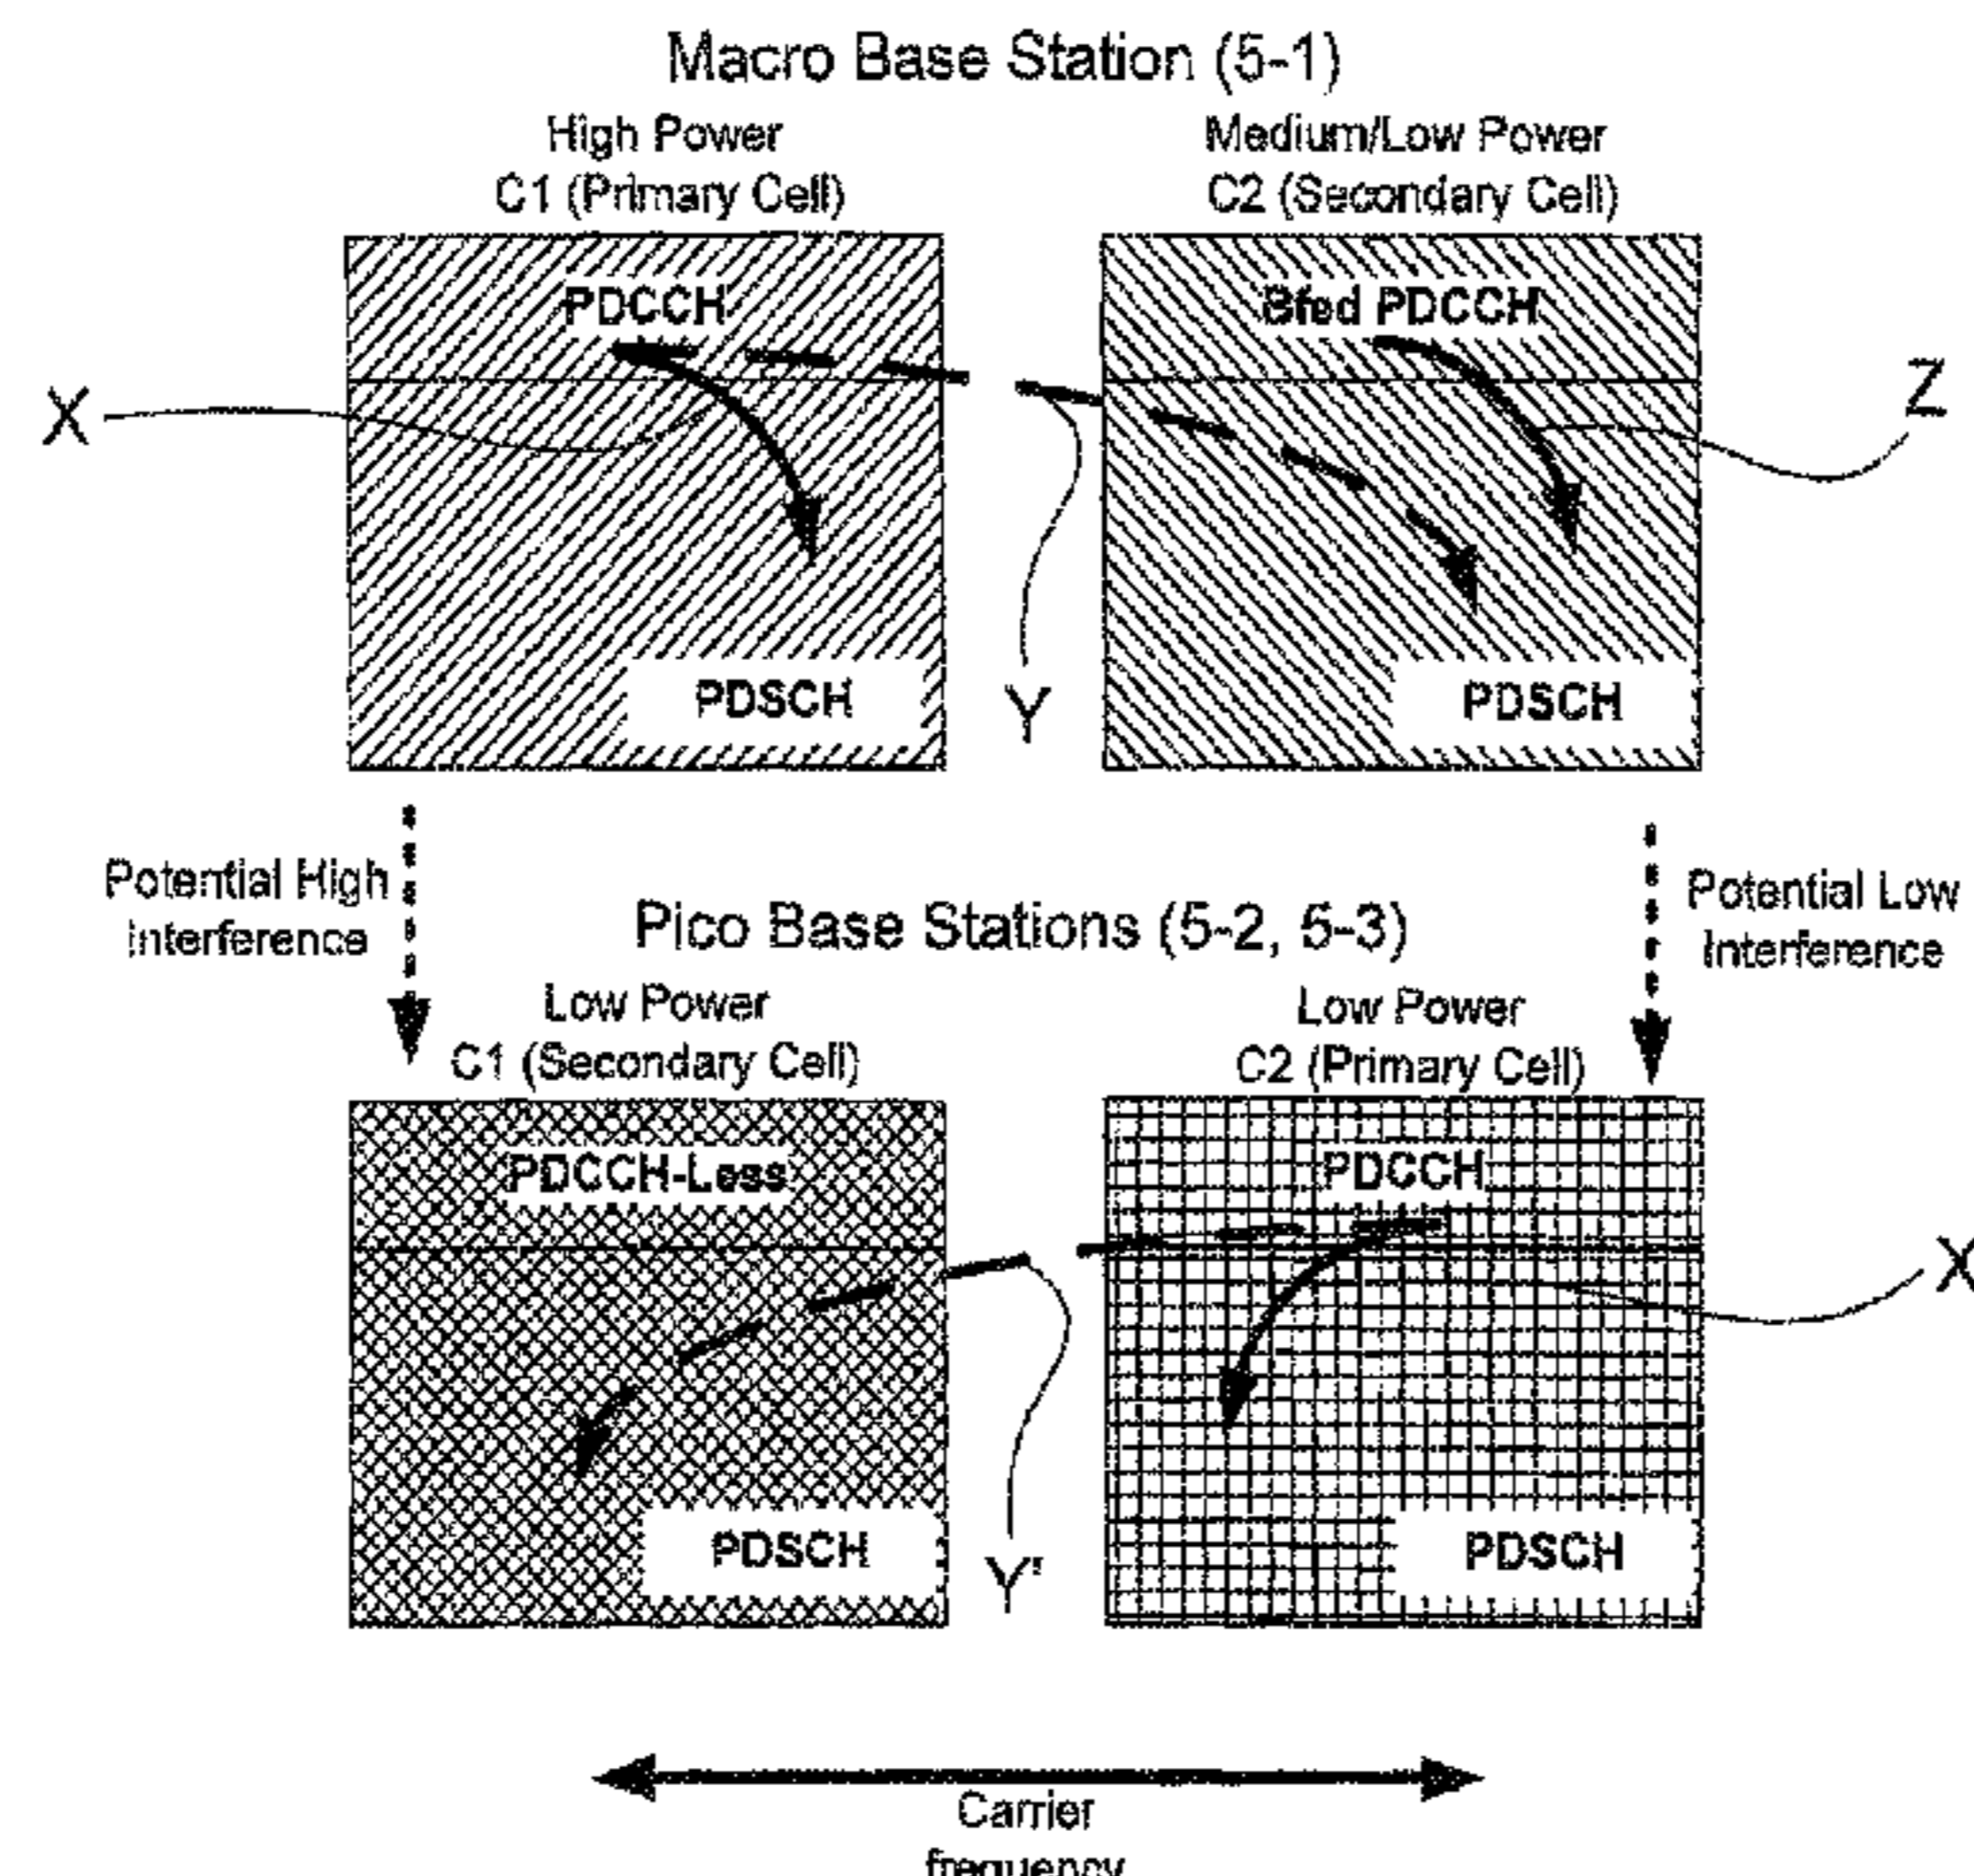 Macro Base Station (5-1)
High Power
C1 (Primary Cell)
Medium/Low Power
C2 (Secondary Cell)
PDCCH
Bfed PDCCH
X
Z
Y
PDSCH
PDSCH
Potential High
Interference
Potential Low
Interference
Pico Base Stations (5-2, 5-3)
Low Power
C1 (Secondary Cell)
Low Power
C2 (Primary Cell)
PDCCH-Less
PDCCH
X
PDSCH
Y'
PDSCH
Carrier
frequency